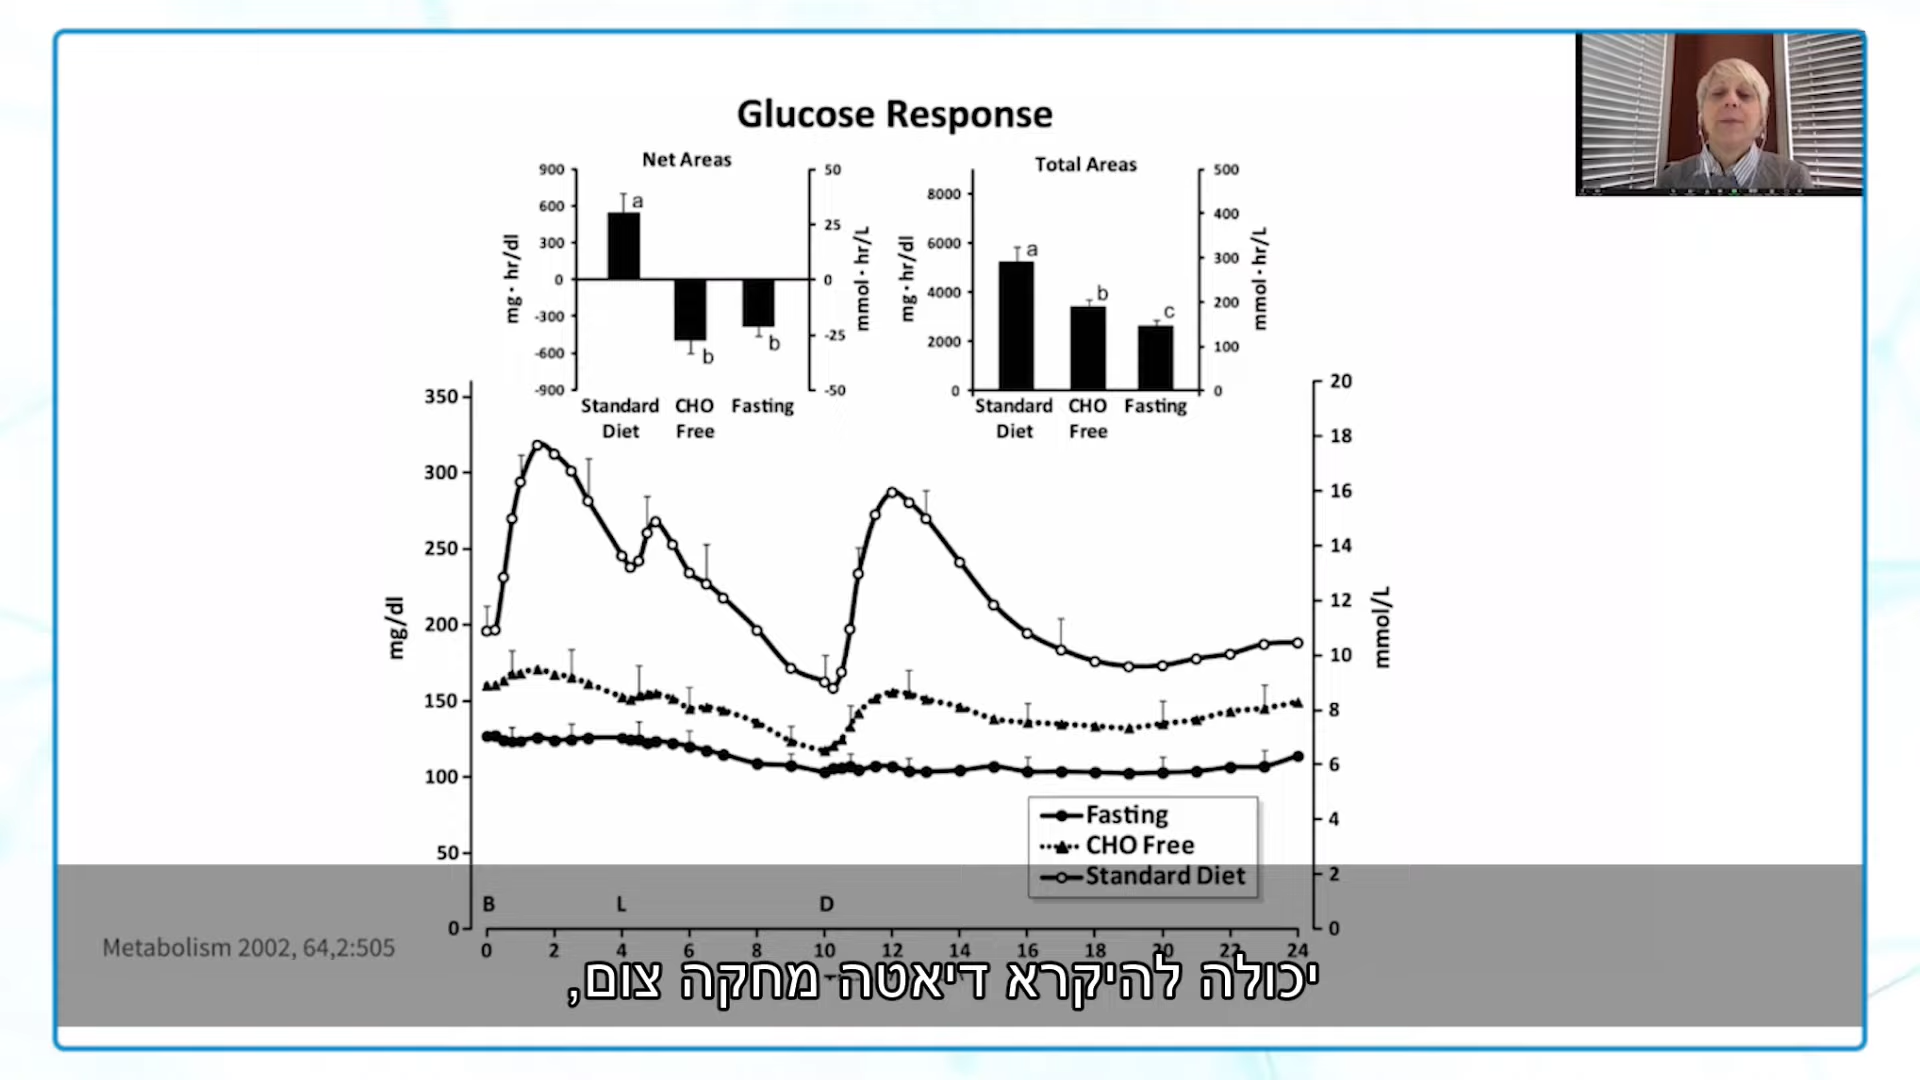 Glucose Response
Net Areas
900
600
300
0
-300
-600
-900
mg · hr/dl
50
25
0
-25
-50
mmol · hr/L
a
b
b
Standard Diet
CHO Free
Fasting
Total Areas
8000
6000
4000
2000
0
mg · hr/dl
500
400
300
200
100
0
mmol · hr/L
a
b
c
Standard Diet
CHO Free
Fasting
350
300
250
200
150
100
50
0
mg/dl
20
18
16
14
12
10
8
6
4
2
0
mmol/L
Fasting
CHO Free
Standard Diet
B L D
0 2 4 6 8 10 12 14 16 18 20 22 24
Metabolism 2002, 64,2:505
יכולה להיקרא דיאטה מחקה צום,